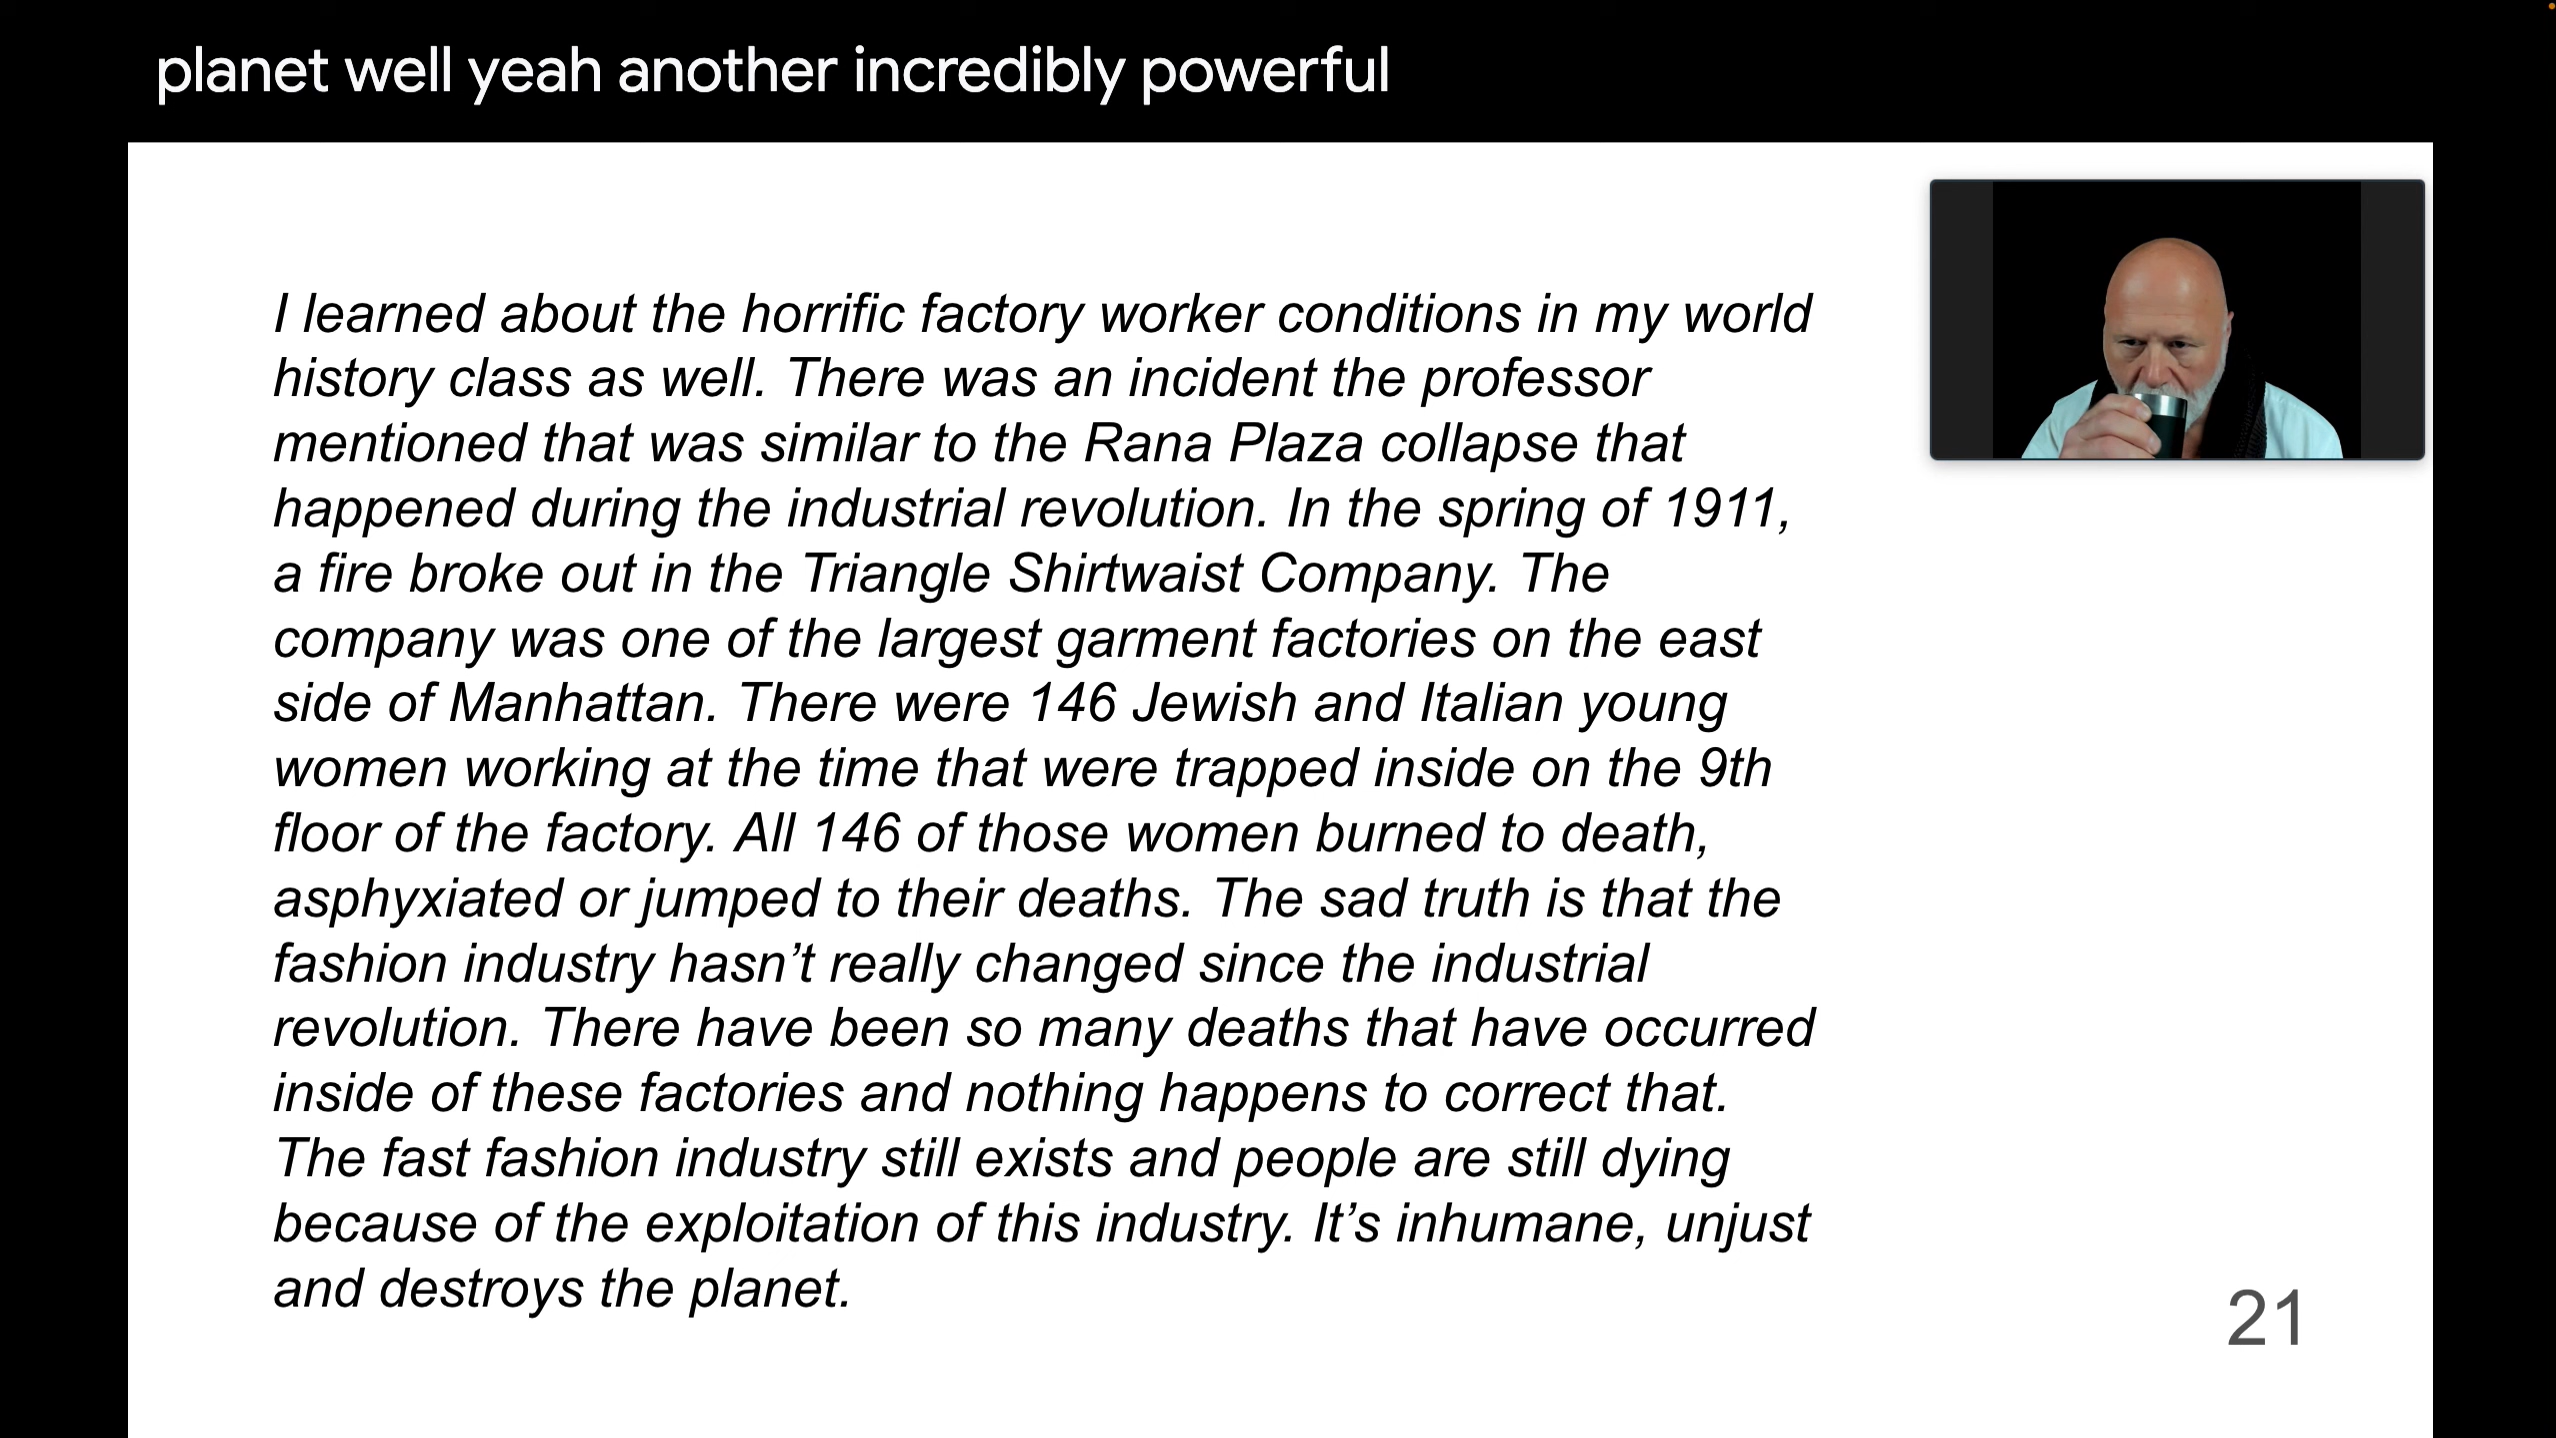 planet well yeah another incredibly powerful
I learned about the horrific factory worker conditions in my world
history class as well. There was an incident the professor
mentioned that was similar to the Rana Plaza collapse that
happened during the industrial revolution. In the spring of 1911,
a fire broke out in the Triangle Shirtwaist Company. The
company was one of the largest garment factories on the east
side of Manhattan. There were 146 Jewish and Italian young
women working at the time that were trapped inside on the 9th
floor of the factory. All 146 of those women burned to death,
asphyxiated or jumped to their deaths. The sad truth is that the
fashion industry hasn’t really changed since the industrial
revolution. There have been so many deaths that have occurred
inside of these factories and nothing happens to correct that.
The fast fashion industry still exists and people are still dying
because of the exploitation of this industry. It’s inhumane, unjust
and destroys the planet.
21